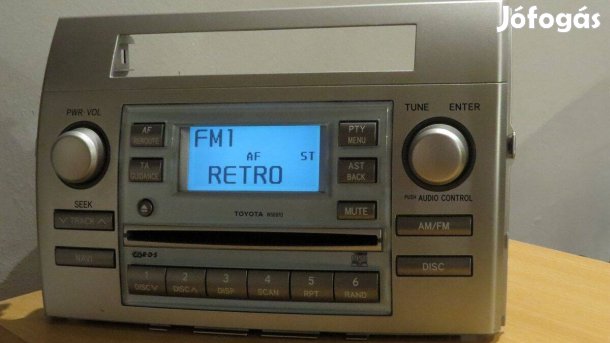 Jófogás
PWR·VOL
TUNE ENTER
AF
REROUTE
FM1
AF ST
RETRO
PTY
MENU
TA
GUIDANCE
AST
BACK
SEEK
TRACK
TOYOTA
MUTE
PUSH AUDIO CONTROL
AM/FM
NAVI
R·D·S
DISC
1 DISC
2 DISC
3 DISP
4 SCAN
5 RPT
6 RAND